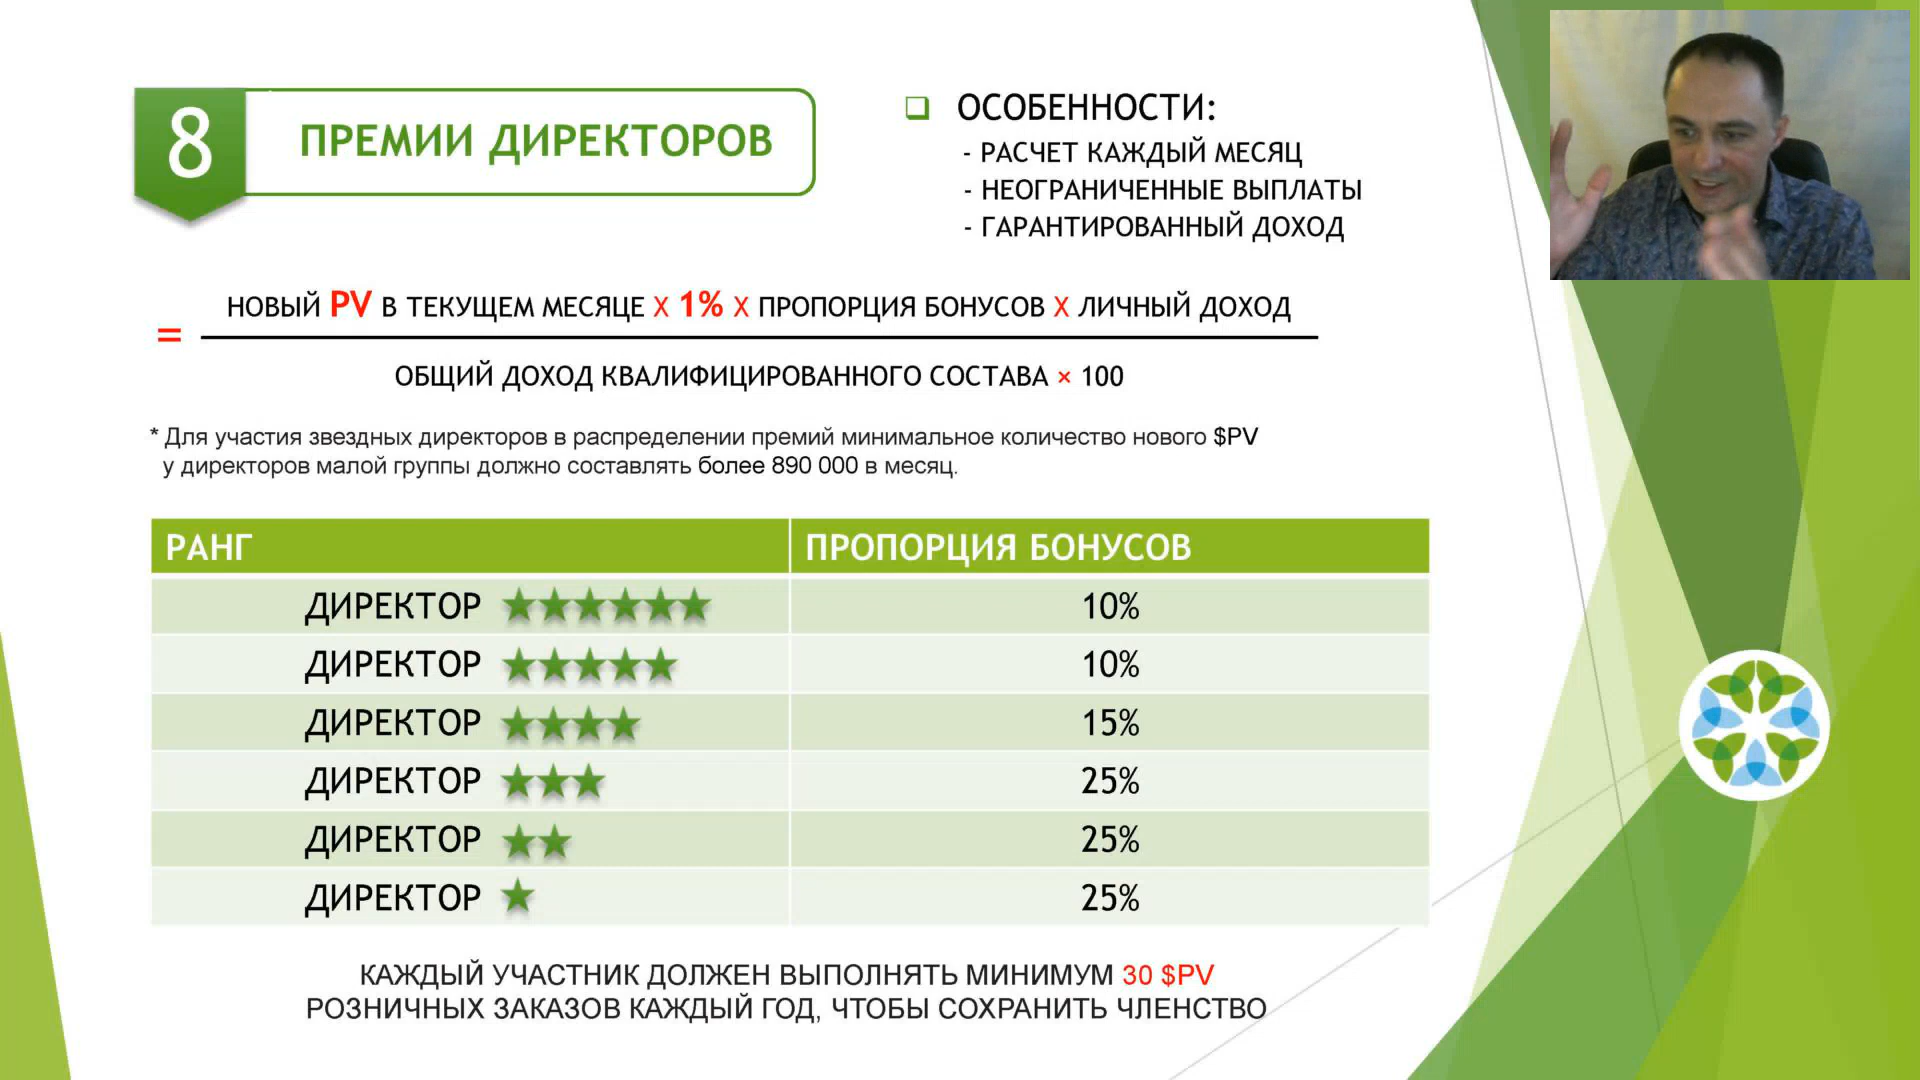 8
ПРЕМИИ ДИРЕКТОРОВ
ОСОБЕННОСТИ:
- РАСЧЕТ КАЖДЫЙ МЕСЯЦ
- НЕОГРАНИЧЕННЫЕ ВЫПЛАТЫ
- ГАРАНТИРОВАННЫЙ ДОХОД
= НОВЫЙ PV В ТЕКУЩЕМ МЕСЯЦЕ X 1% X ПРОПОРЦИЯ БОНУСОВ X ЛИЧНЫЙ ДОХОД
ОБЩИЙ ДОХОД КВАЛИФИЦИРОВАННОГО СОСТАВА × 100
* Для участия звездных директоров в распределении премий минимальное количество нового $PV
у директоров малой группы должно составлять более 890 000 в месяц.
РАНГ ПРОПОРЦИЯ БОНУСОВ
ДИРЕКТОР ★★★★★★ 10%
ДИРЕКТОР ★★★★★ 10%
ДИРЕКТОР ★★★★ 15%
ДИРЕКТОР ★★★ 25%
ДИРЕКТОР ★★ 25%
ДИРЕКТОР ★ 25%
КАЖДЫЙ УЧАСТНИК ДОЛЖЕН ВЫПОЛНЯТЬ МИНИМУМ 30 $PV
РОЗНИЧНЫХ ЗАКАЗОВ КАЖДЫЙ ГОД, ЧТОБЫ СОХРАНИТЬ ЧЛЕНСТВО